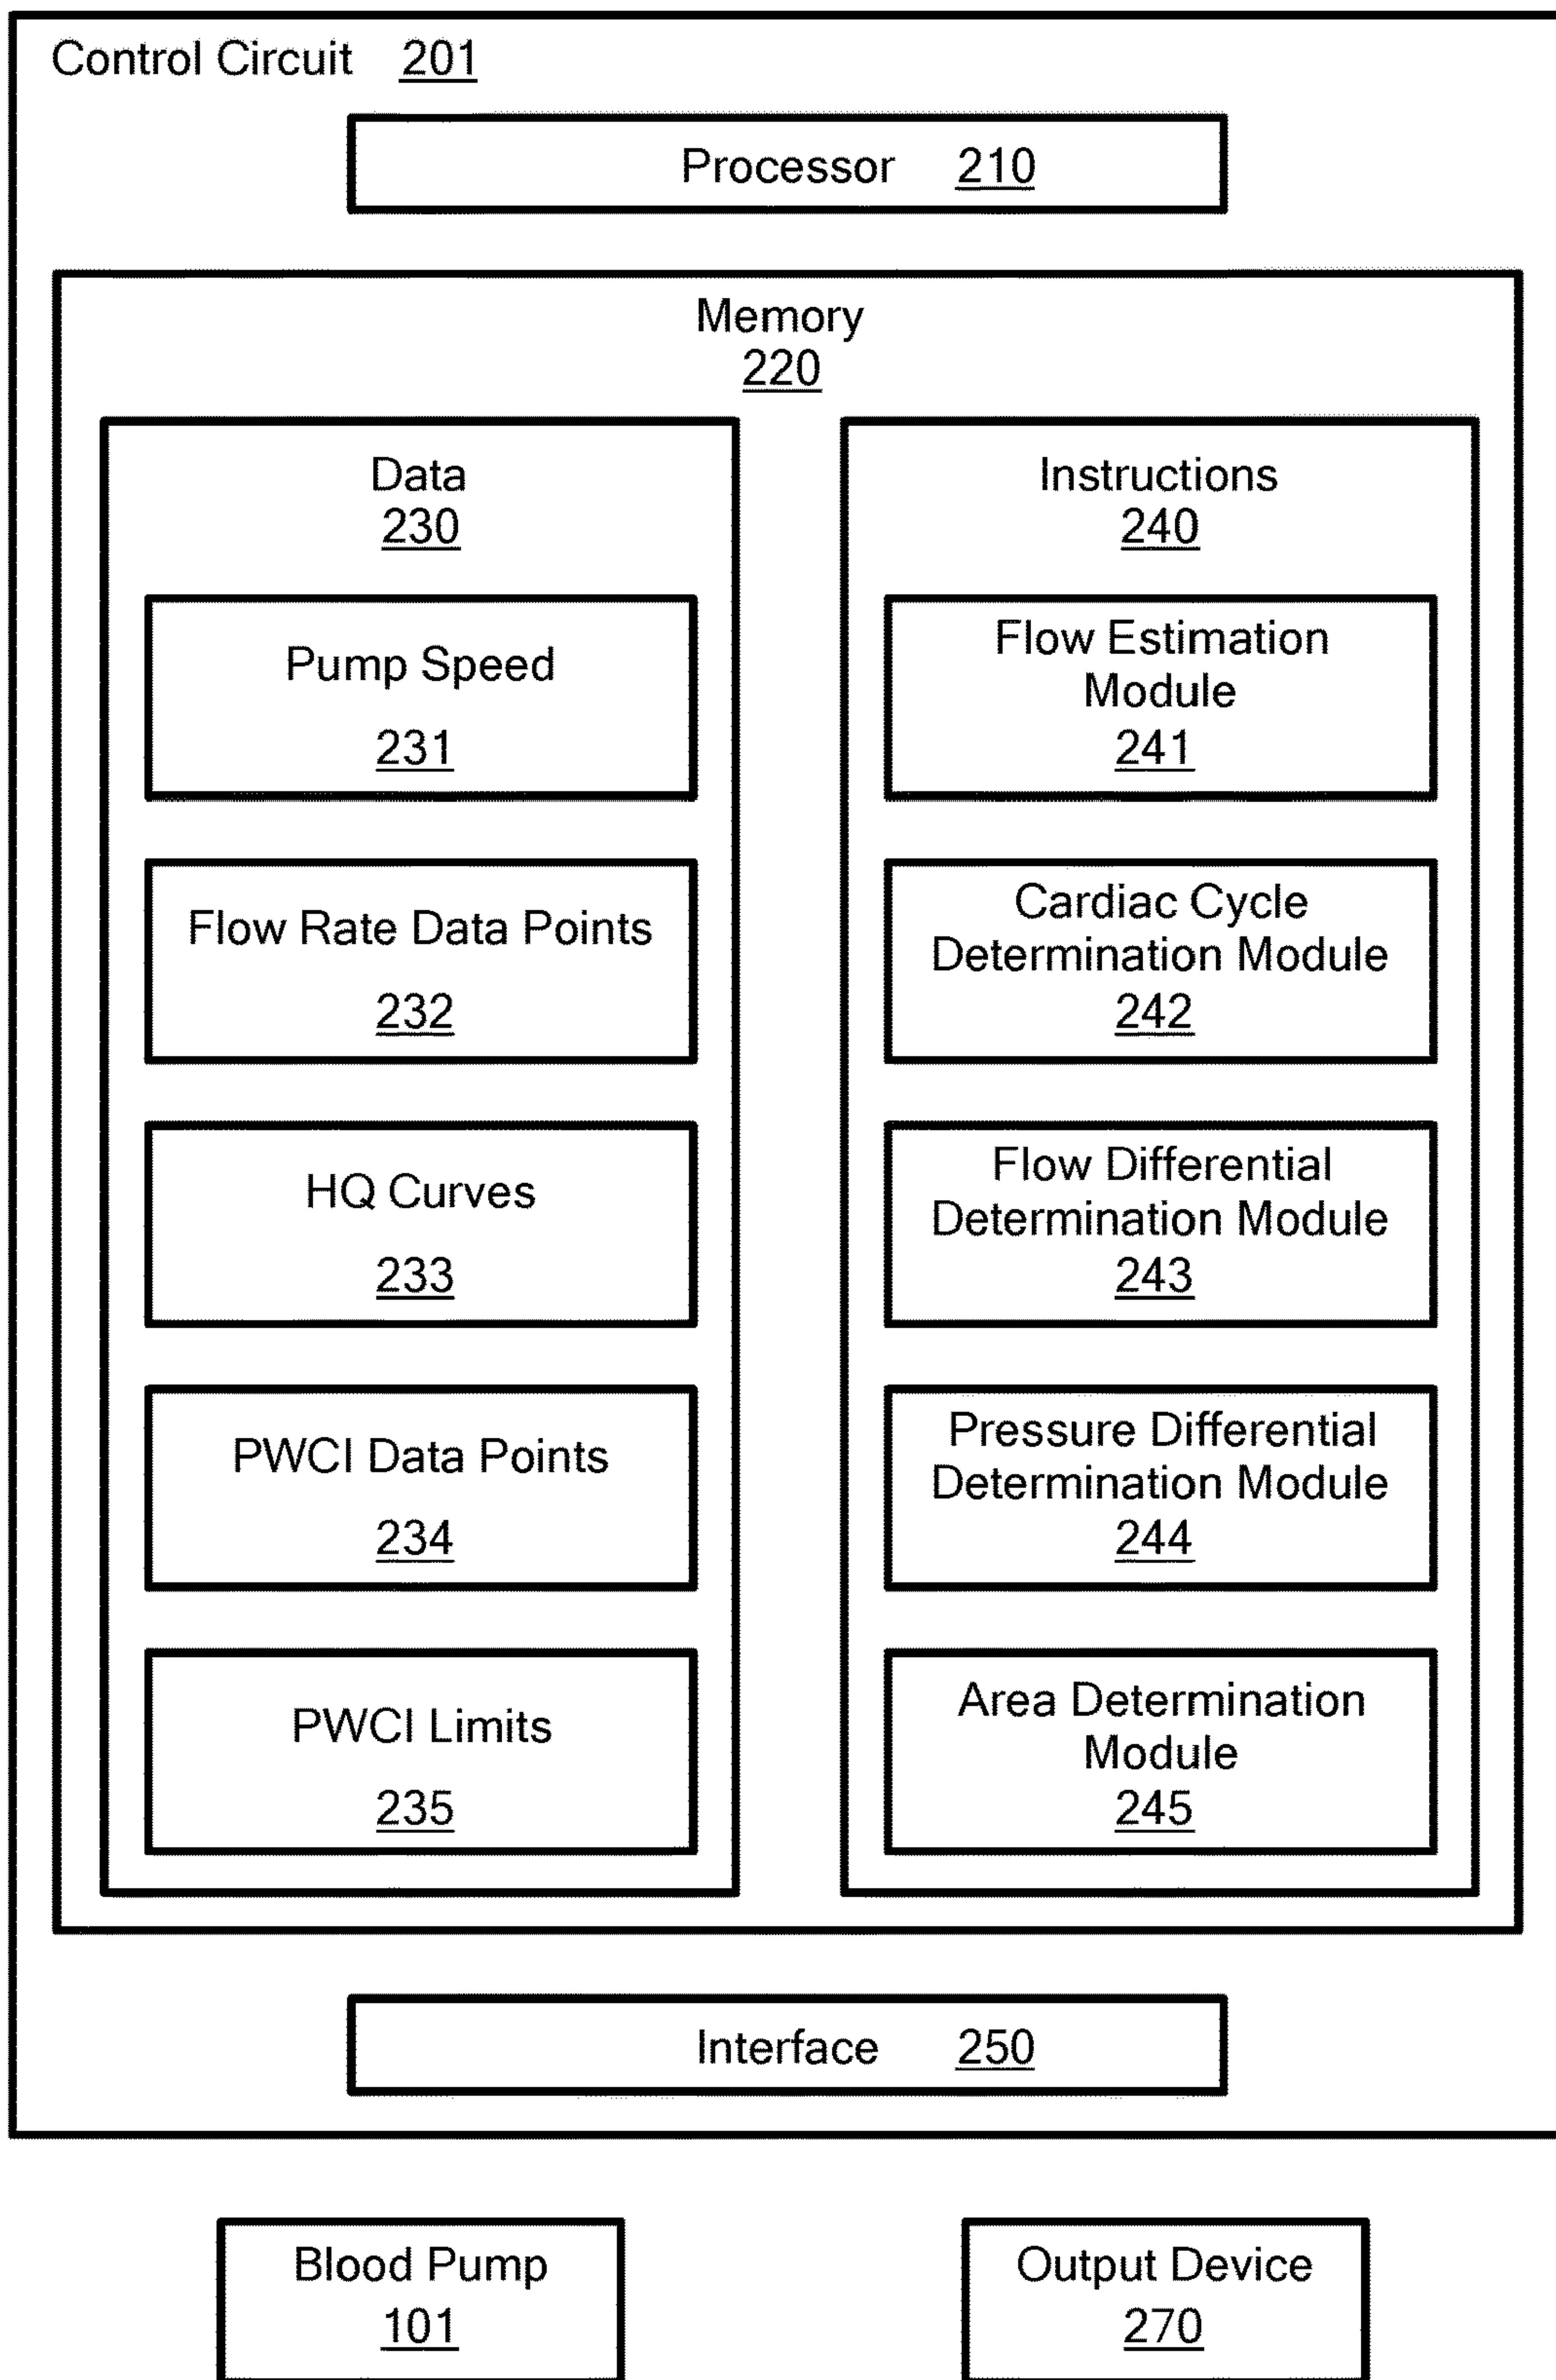 Control Circuit 201
Processor 210
Memory
220
Data
230
Pump Speed
231
Flow Rate Data Points
232
HQ Curves
233
PWCI Data Points
234
PWCI Limits
235
Instructions
240
Flow Estimation
Module
241
Cardiac Cycle
Determination Module
242
Flow Differential
Determination Module
243
Pressure Differential
Determination Module
244
Area Determination
Module
245
Interface 250
Blood Pump
101
Output Device
270